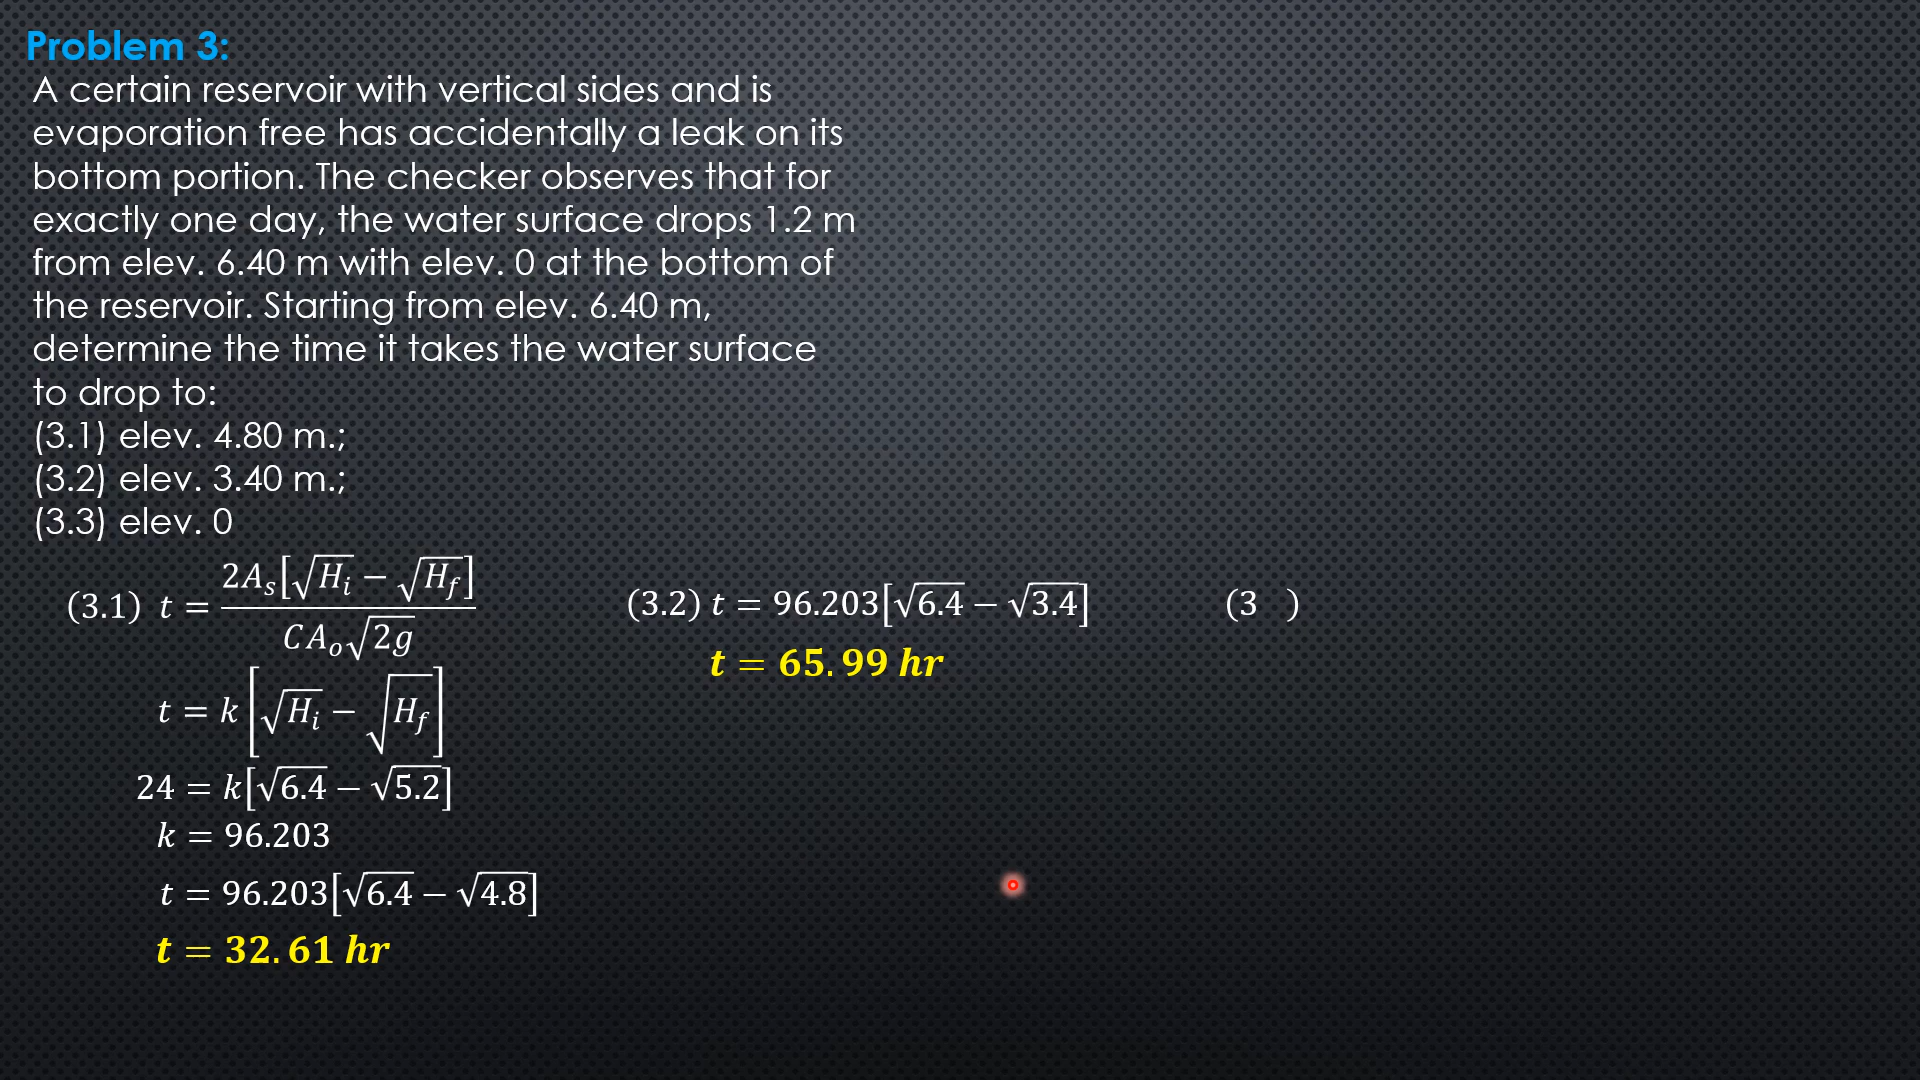 Problem 3:
A certain reservoir with vertical sides and is
evaporation free has accidentally a leak on its
bottom portion. The checker observes that for
exactly one day, the water surface drops 1.2 m
from elev. 6.40 m with elev. 0 at the bottom of
the reservoir. Starting from elev. 6.40 m,
determine the time it takes the water surface
to drop to:
(3.1) elev. 4.80 m.;
(3.2) elev. 3.40 m.;
(3.3) elev. 0
(3.1) t = 2A_s[√H_i − √H_f] / CA_o√2g
t = k[√H_i − √H_f]
24 = k[√6.4 − √5.2]
k = 96.203
t = 96.203[√6.4 − √4.8]
t = 32.61 hr
(3.2) t = 96.203[√6.4 − √3.4]
t = 65.99 hr
(3 )